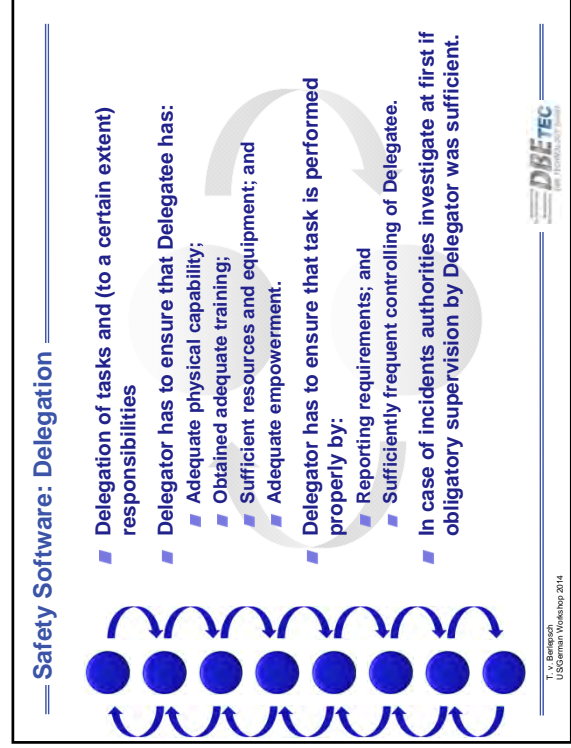 Safety Software: Delegation
Delegation of tasks and (to a certain extent)
responsibilities
Delegator has to ensure that Delegatee has:
Adequate physical capability;
Obtained adequate training;
Sufficient resources and equipment; and
Adequate empowerment.
Delegator has to ensure that task is performed
properly by:
Reporting requirements; and
Sufficiently frequent controlling of Delegatee.
In case of incidents authorities investigate at first if
obligatory supervision by Delegator was sufficient.
T. v. Berlepsch
US/German Workshop 2014
DBETEC
DBE TECHNOLOGY GmbH